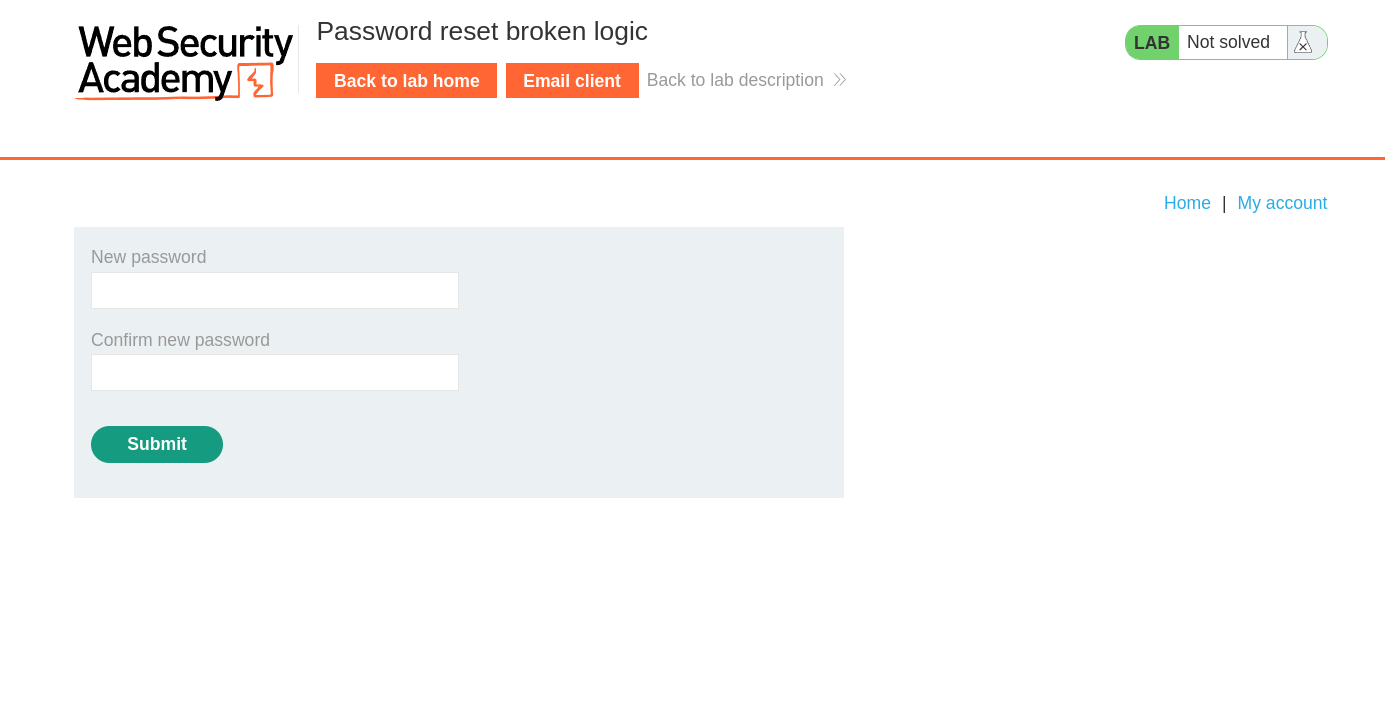 Web Security
Academy
Password reset broken logic
Back to lab home
Email client
Back to lab description
LAB
Not solved
Home | My account
New password
Confirm new password
Submit